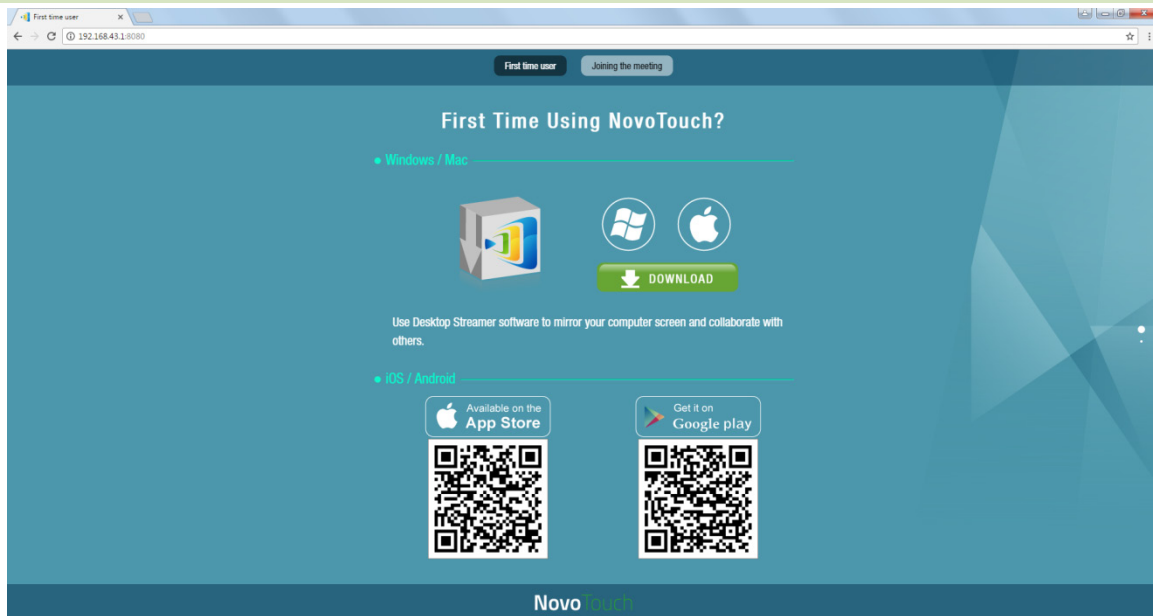 First time user
192.168.43.1:8080
First time user
Joining the meeting
First Time Using NovoTouch?
Windows / Mac
DOWNLOAD
Use Desktop Streamer software to mirror your computer screen and collaborate with
others.
iOS / Android
Available on the
App Store
Get it on
Google play
NovoTouch